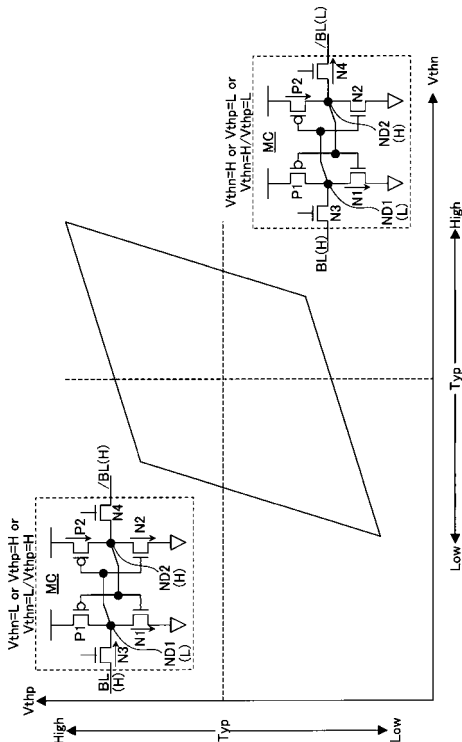 Vthp
High
Typ
Low
Vthn=L or Vthp=H or
Vthn=L/Vthp=H
MC
P1
P2
BL
(H)
/BL(H)
N3
N4
N1
N2
ND1
(L)
ND2
(H)
Vthn=H or Vthp=L or
Vthn=H/Vthp=L
MC
P1
P2
BL(H)
/BL(L)
N3
N4
N1
N2
ND1
(L)
ND2
(H)
Low
Typ
High
Vthn